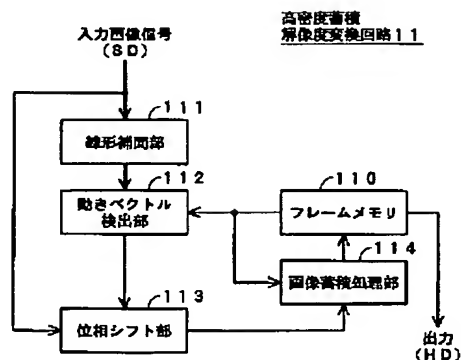 高密度蓄積
解像度変換回路11
入力画像信号
(SD)
111
線形補間部
112
動きベクトル
検出部
110
フレームメモリ
114
画像蓄積処理部
113
位相シフト部
出力
(HD)